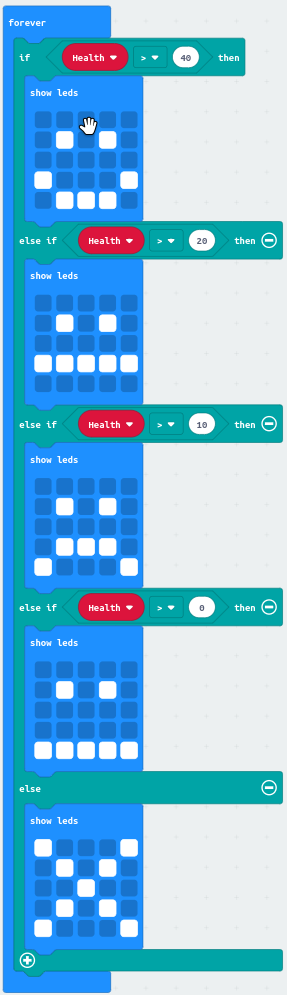 forever
if Health > 40 then
show leds
else if Health > 20 then
show leds
else if Health > 10 then
show leds
else if Health > 0 then
show leds
else
show leds